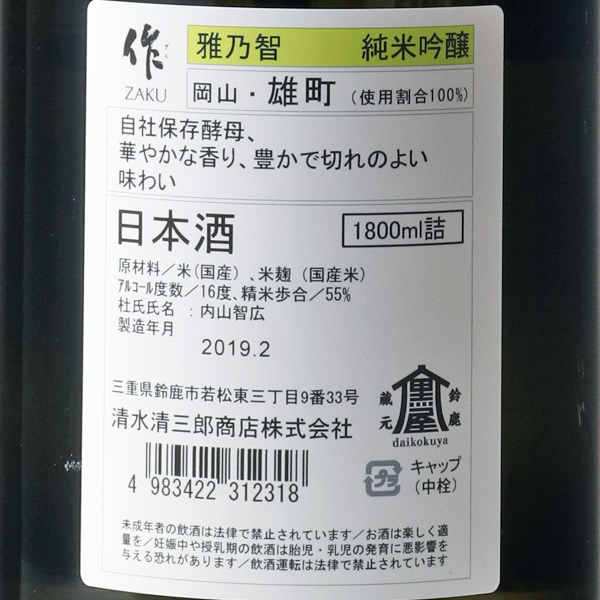 作 雅乃智 純米吟醸
ZAKU 岡山・雄町 (使用割合100%)
自社保存酵母、
華やかな香り、豊かで切れのよい
味わい
日本酒 1800ml詰
原材料/米(国産)、米麹(国産米)
アルコール度数/16度、精米歩合/55%
杜氏氏名 : 内山智広
製造年月
2019.2
三重県鈴鹿市若松東三丁目9番33号
清水清三郎商店株式会社
鈴鹿
蔵元
daikokuya
4 983422 312318
プラ
キャップ
(中栓)
未成年者の飲酒は法律で禁止されています/お酒は楽しく適
量を/妊娠中や授乳期の飲酒は胎児・乳児の発育に悪影響を
与える恐れがあります/飲酒運転は法律で禁止されています